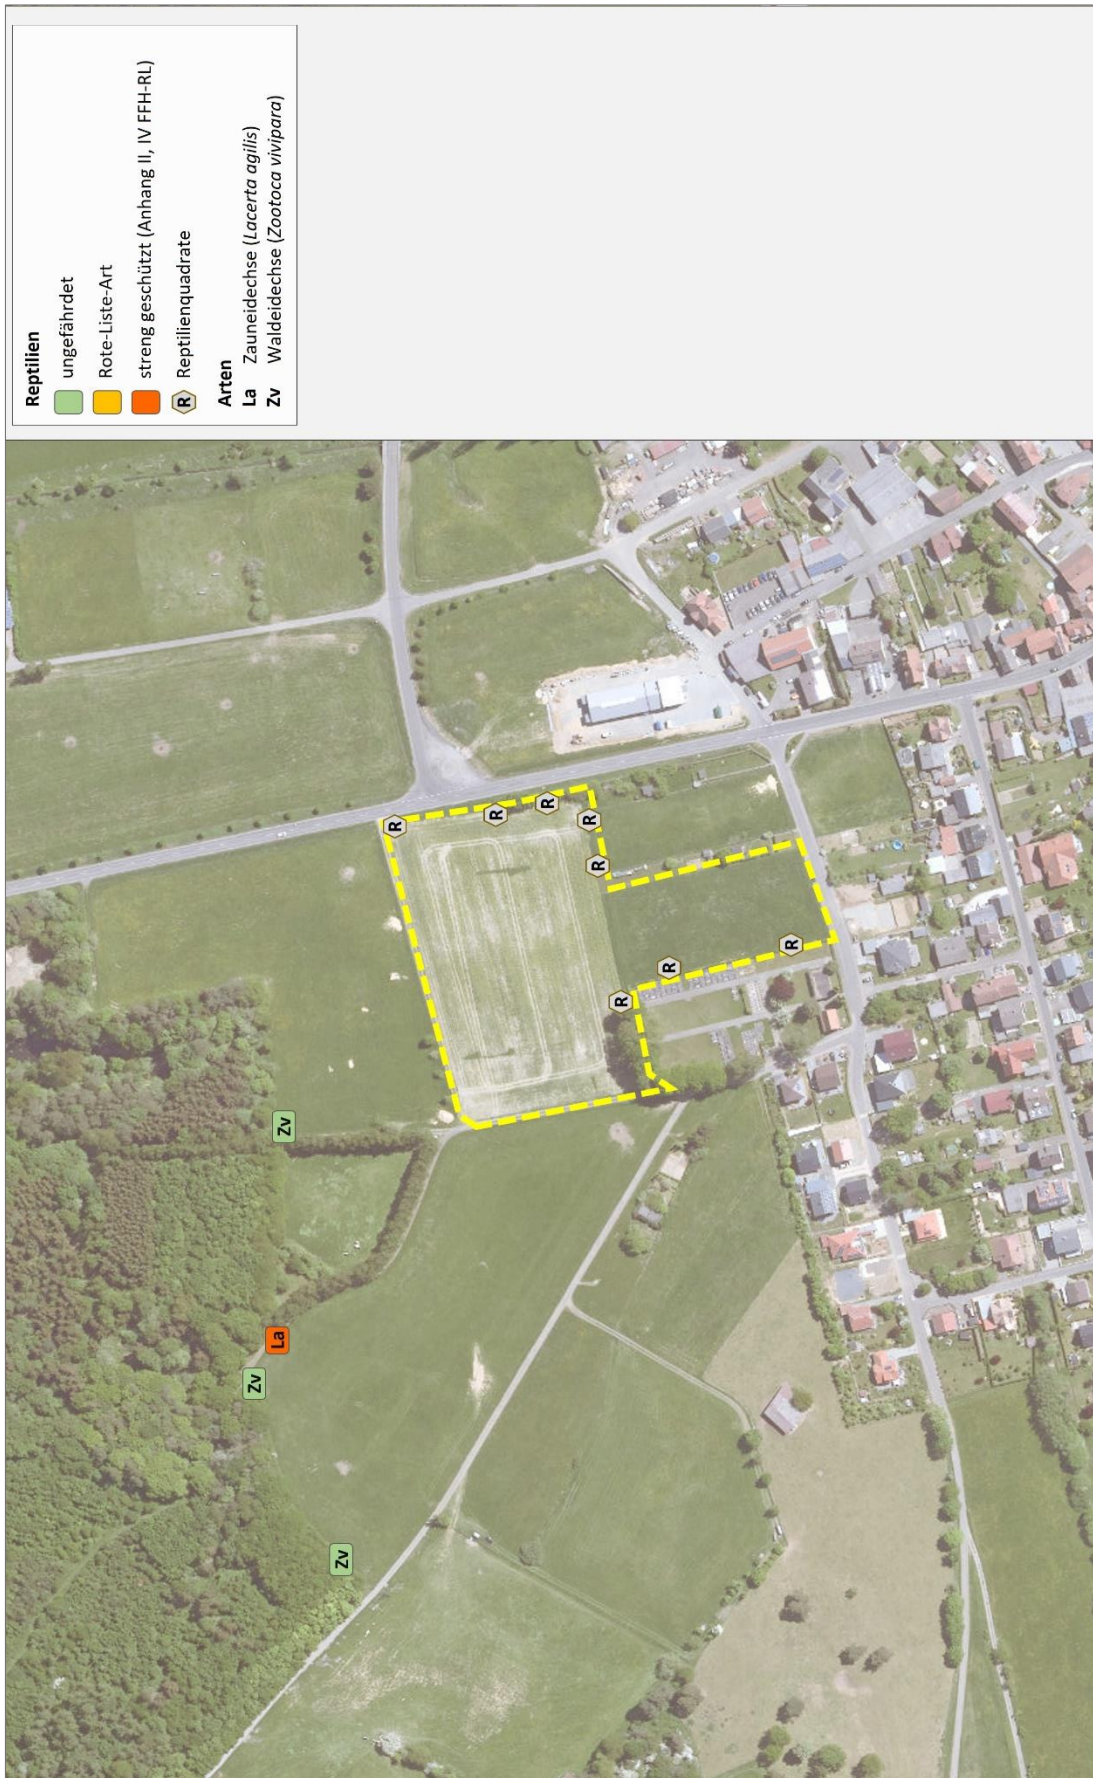 Reptilien
ungefährdet
Rote-Liste-Art
streng geschützt (Anhang II, IV FFH-RL)
R Reptilienquadrate
Arten
La Zauneidechse (Lacerta agilis)
Zv Waldeidechse (Zootoca vivipara)
Zv
Zv
La
Zv
R
R
R
R
R
R
R
R